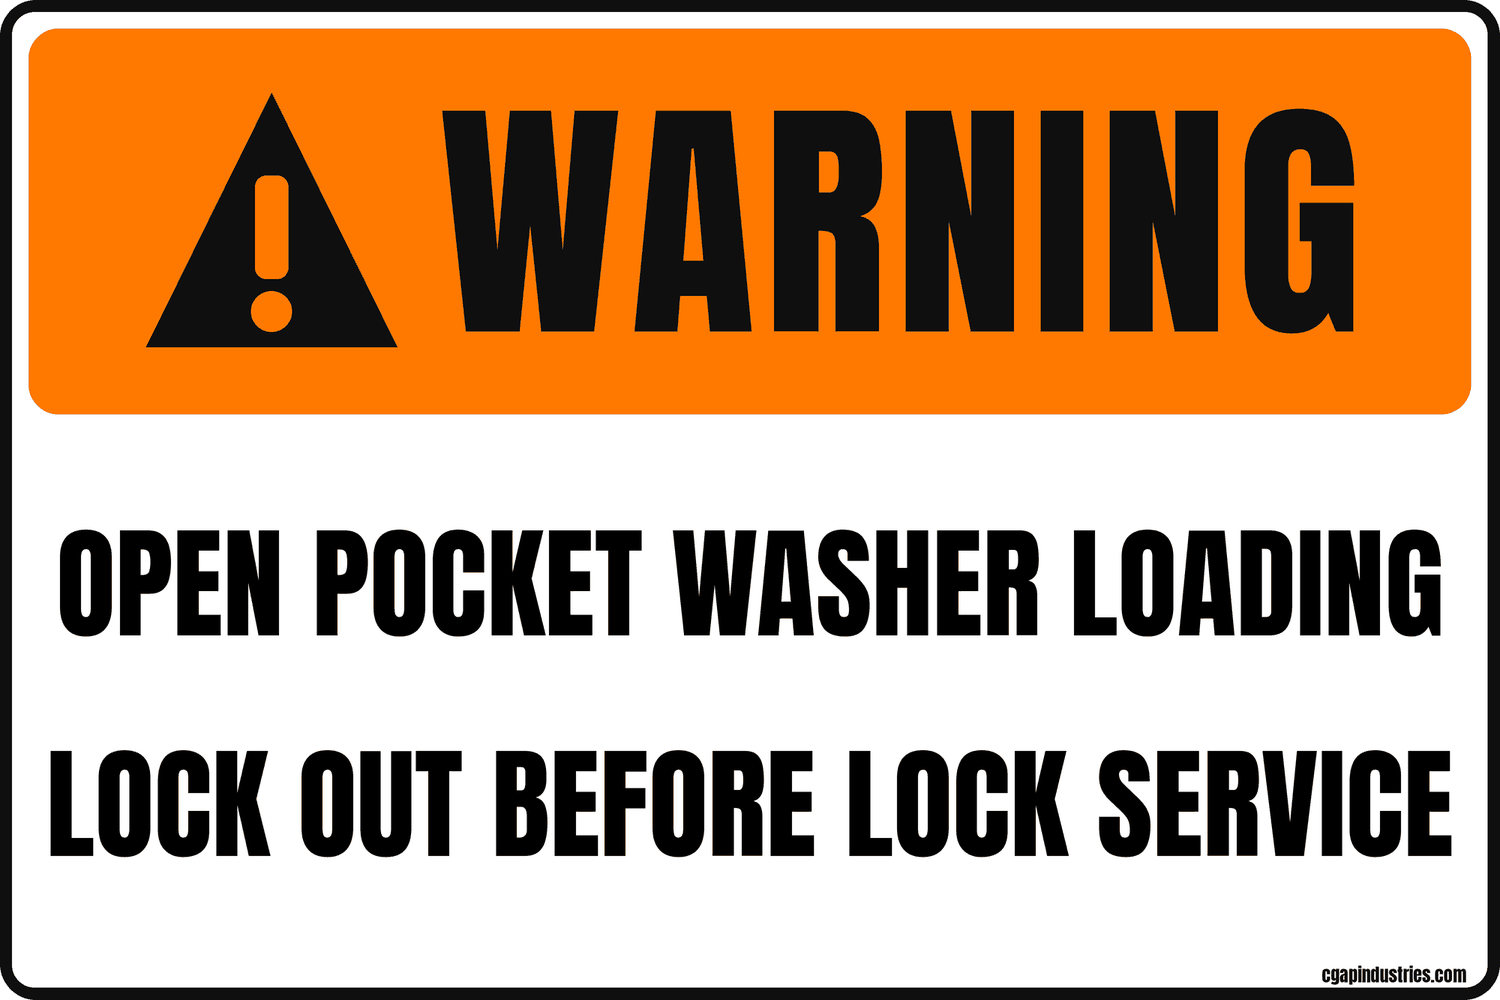 WARNING
OPEN POCKET WASHER LOADING
LOCK OUT BEFORE LOCK SERVICE
cgapindustries.com